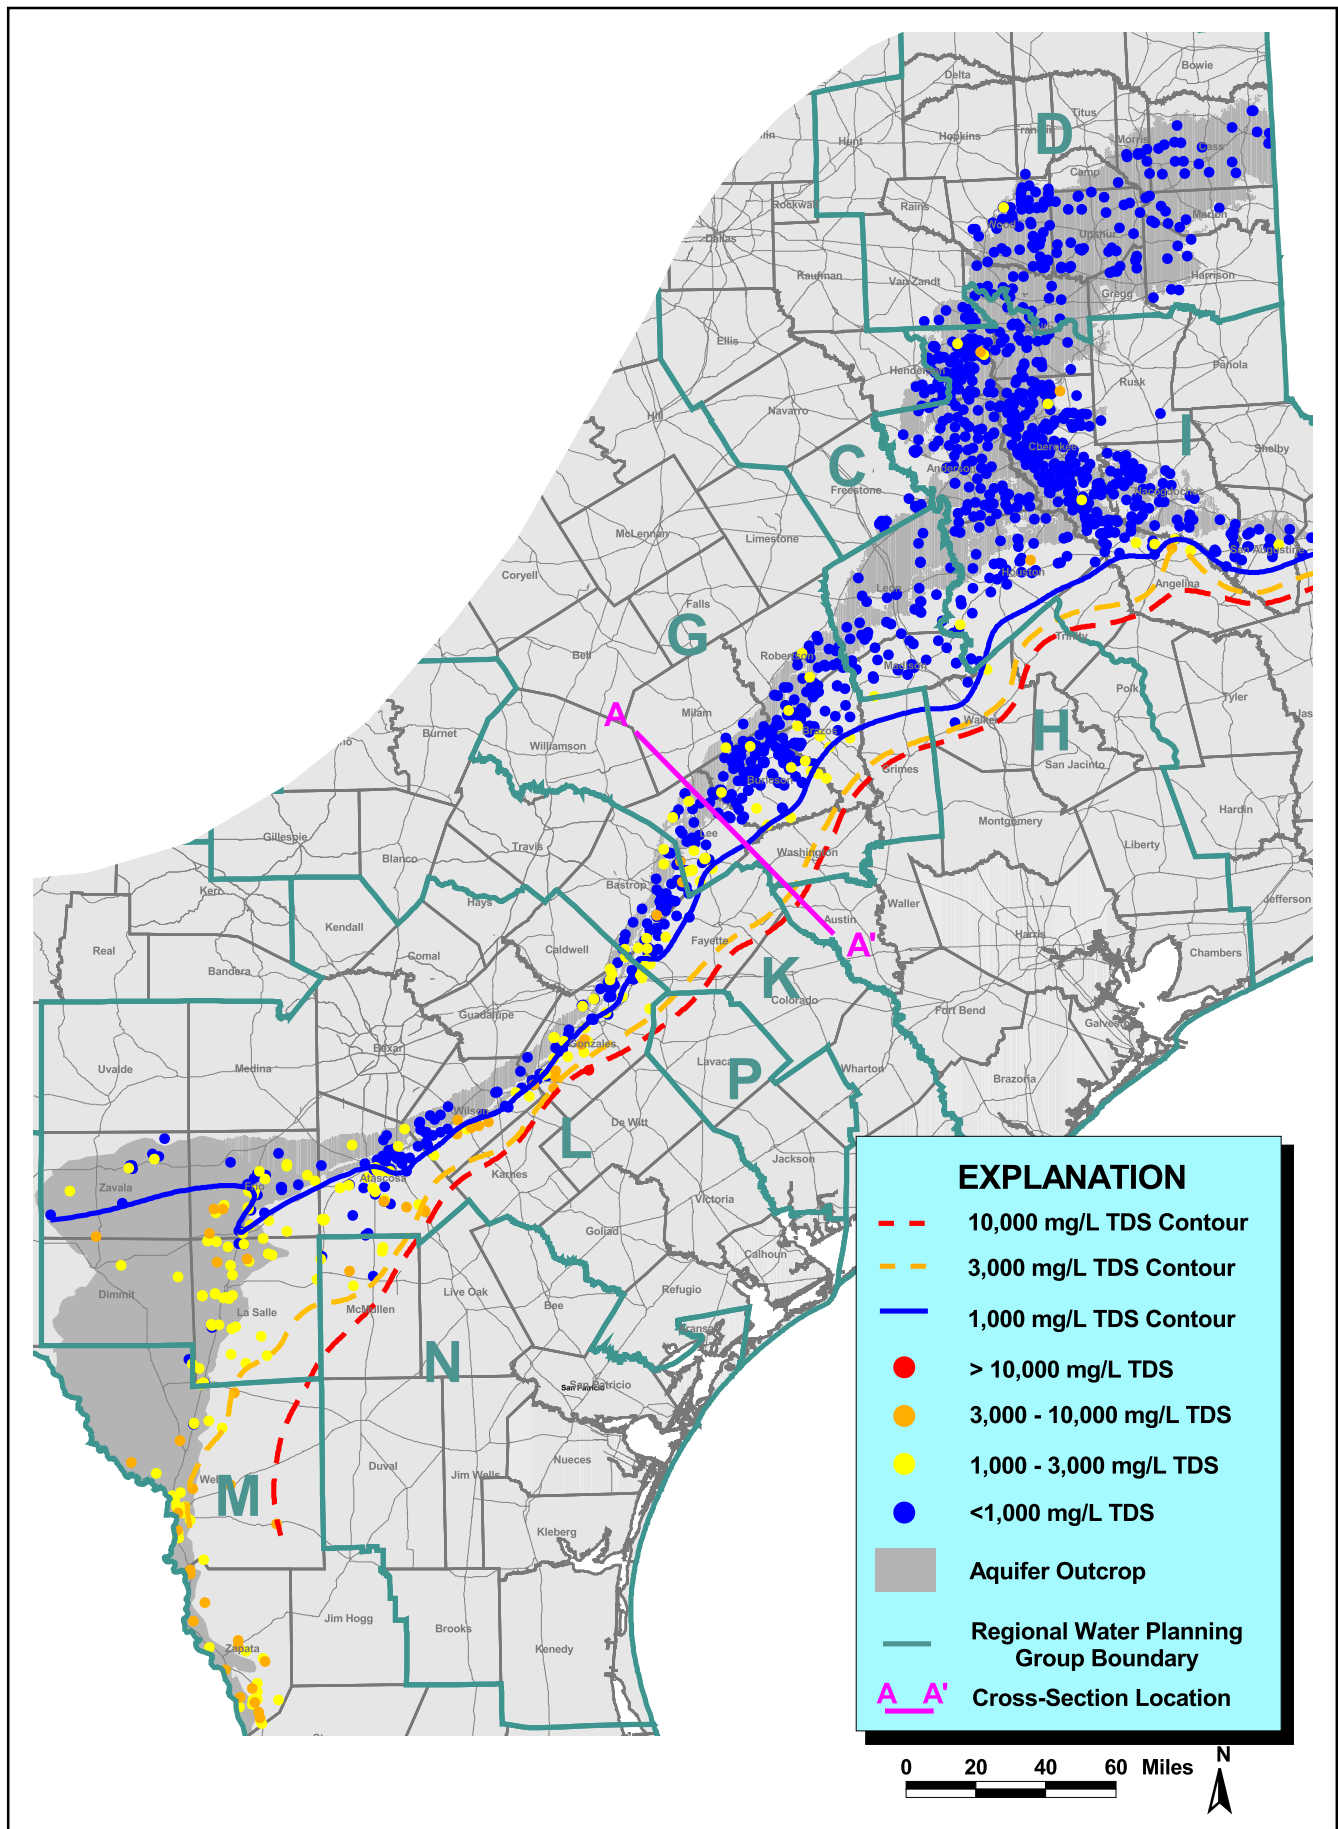 Bowie
Delta
Titus
Hopkins
D
Morris
Cass
Hunt
Camp
Rockwall
Rains
Wood
Marion
Upshur
Dallas
Kaufman
Van Zandt
Harrison
Gregg
Smith
Ellis
Henderson
Panola
Rusk
Hill
Navarro
I
Cherokee
Shelby
C
Anderson
Freestone
Nacogdoches
McLennan
Limestone
San Augustine
Coryell
Houston
Angelina
Leon
Falls
G
Trinity
Bell
Robertson
Madison
Polk
Tyler
A
Milam
Walker
Brazos
H
Burnet
Williamson
San Jacinto
Grimes
Burleson
Hardin
Montgomery
Gillespie
Lee
Travis
Liberty
Blanco
Washington
Bastrop
Kerr
Hays
Waller
Jefferson
Kendall
Austin
Harris
Fayette
A'
Real
Caldwell
Chambers
Comal
Bandera
K
Colorado
Fort Bend
Guadalupe
Galveston
Gonzales
Bexar
Uvalde
Medina
Lavaca
P
Wharton
Brazoria
Wilson
De Witt
L
Jackson
Karnes
Zavala
Frio
Atascosa
Victoria
Goliad
Calhoun
Dimmit
Refugio
Live Oak
La Salle
McMullen
Bee
N
San Patricio
San Patricio
Duval
Nueces
Jim Wells
M
Kleberg
Jim Hogg
Brooks
Zapata
Kenedy
EXPLANATION
10,000 mg/L TDS Contour
3,000 mg/L TDS Contour
1,000 mg/L TDS Contour
> 10,000 mg/L TDS
3,000 - 10,000 mg/L TDS
1,000 - 3,000 mg/L TDS
<1,000 mg/L TDS
Aquifer Outcrop
Regional Water Planning
Group Boundary
A A' Cross-Section Location
0 20 40 60 Miles
N